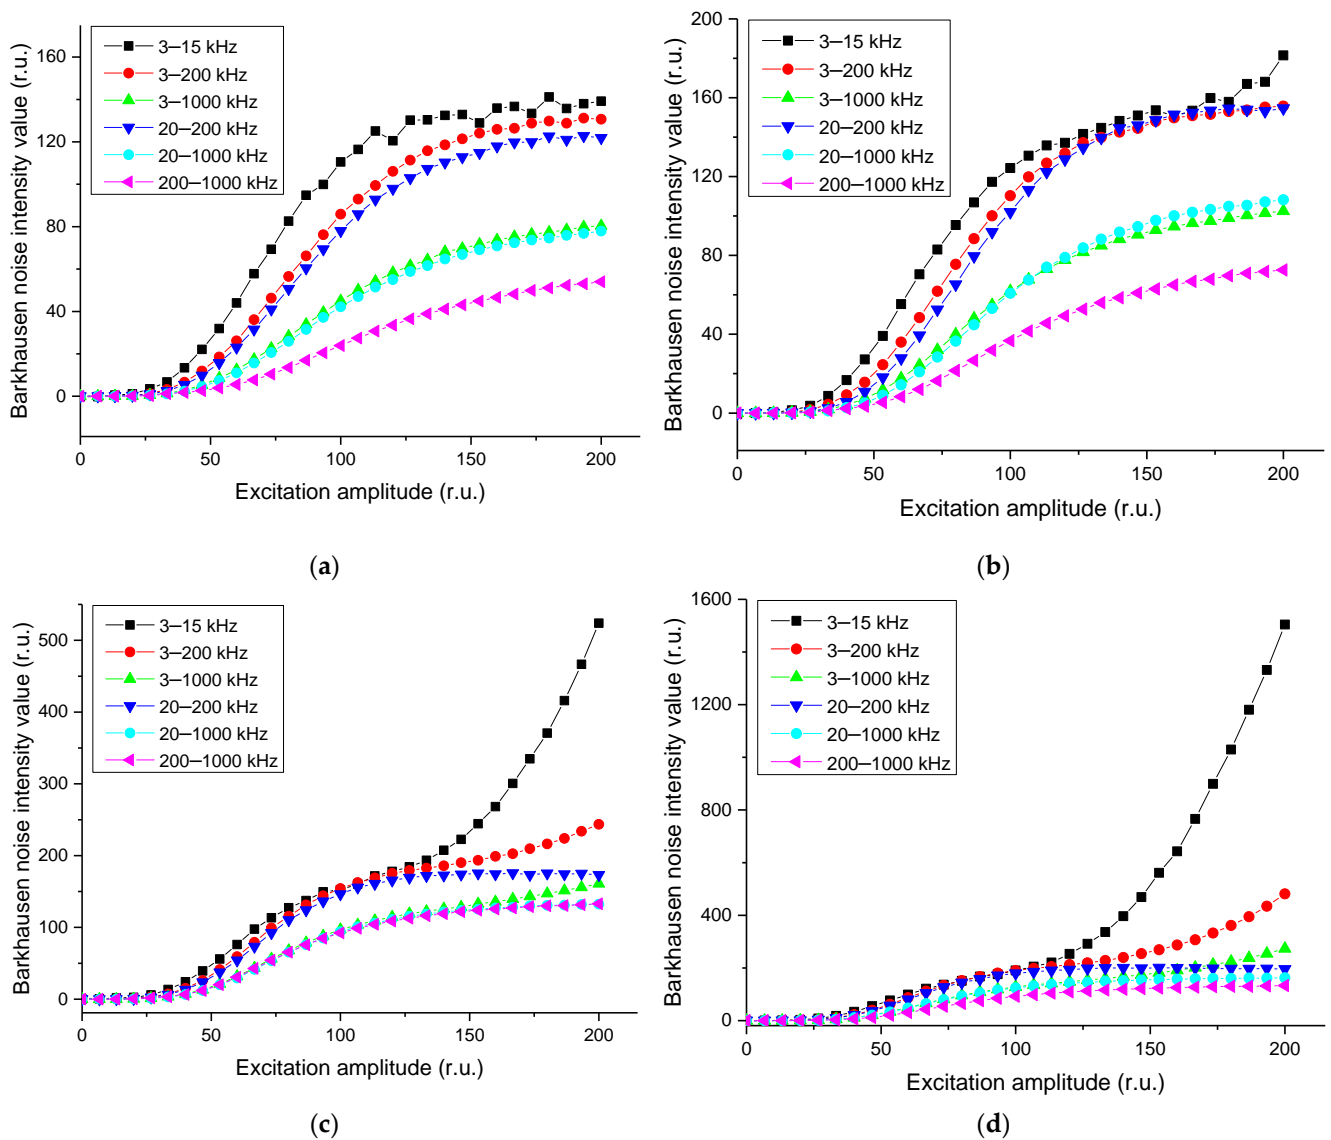 Barkhausen noise intensity value (r.u.)
160
120
80
40
0
3–15 kHz
3–200 kHz
3–1000 kHz
20–200 kHz
20–1000 kHz
200–1000 kHz
0 50 100 150 200
Excitation amplitude (r.u.)
(a)
Barkhausen noise intensity value (r.u.)
200
160
120
80
40
0
3–15 kHz
3–200 kHz
3–1000 kHz
20–200 kHz
20–1000 kHz
200–1000 kHz
0 50 100 150 200
Excitation amplitude (r.u.)
(b)
Barkhausen noise intensity value (r.u.)
500
400
300
200
100
0
3–15 kHz
3–200 kHz
3–1000 kHz
20–200 kHz
20–1000 kHz
200–1000 kHz
0 50 100 150 200
Excitation amplitude (r.u.)
(c)
Barkhausen noise intensity value (r.u.)
1600
1200
800
400
0
3–15 kHz
3–200 kHz
3–1000 kHz
20–200 kHz
20–1000 kHz
200–1000 kHz
0 50 100 150 200
Excitation amplitude (r.u.)
(d)